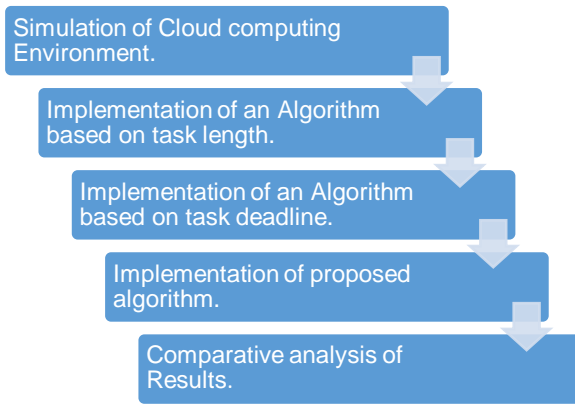 Simulation of Cloud computing
Environment.
Implementation of an Algorithm
based on task length.
Implementation of an Algorithm
based on task deadline.
Implementation of proposed
algorithm.
Comparative analysis of
Results.